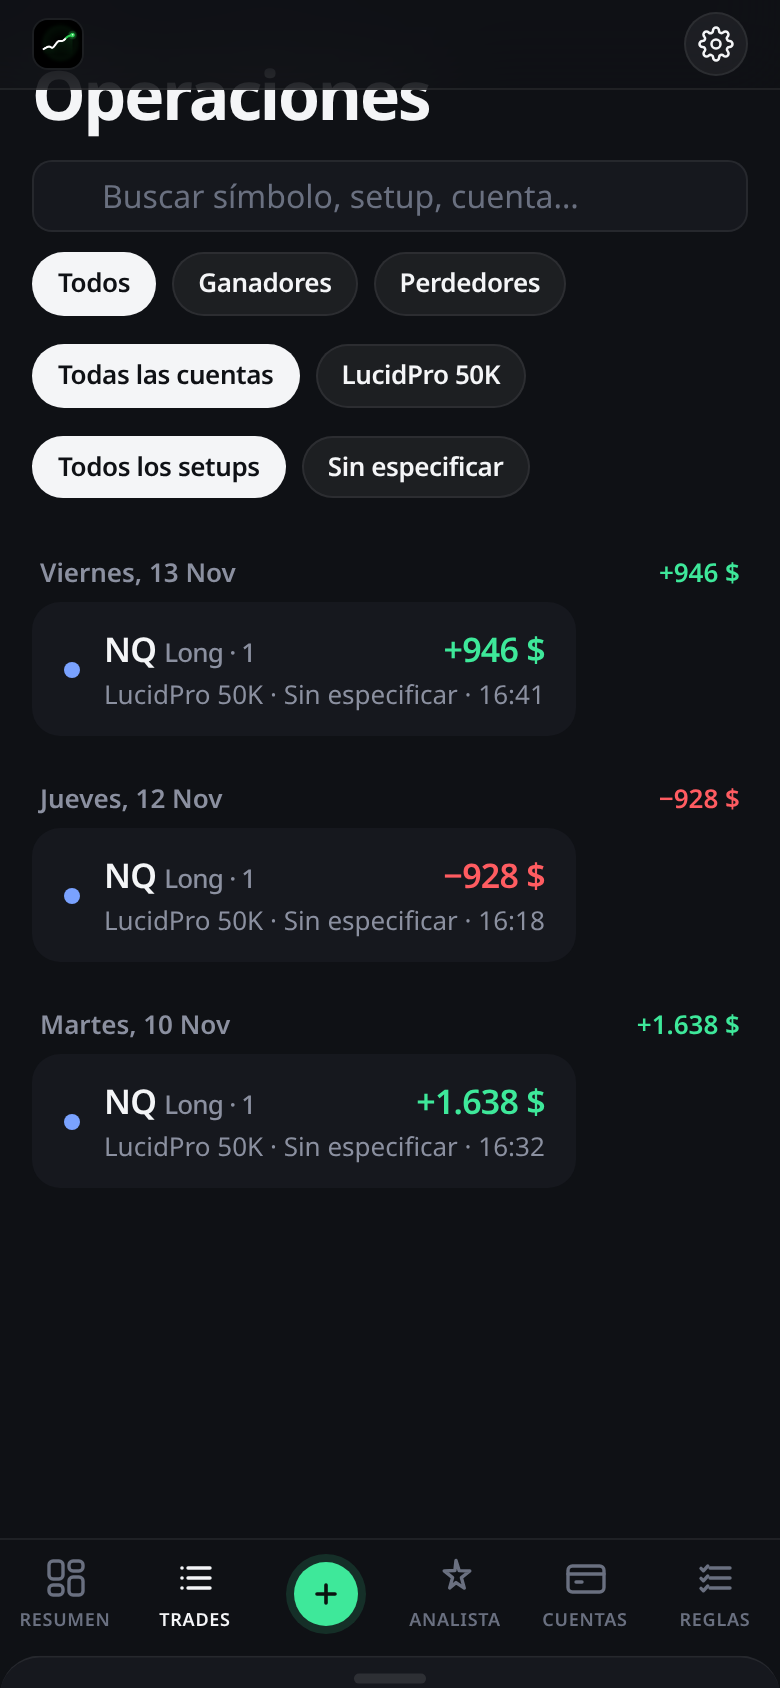 Operaciones
Buscar símbolo, setup, cuenta...
Todos Ganadores Perdedores
Todas las cuentas LucidPro 50K
Todos los setups Sin especificar
Viernes, 13 Nov +946 $
NQ Long · 1 +946 $
LucidPro 50K · Sin especificar · 16:41
Jueves, 12 Nov −928 $
NQ Long · 1 −928 $
LucidPro 50K · Sin especificar · 16:18
Martes, 10 Nov +1.638 $
NQ Long · 1 +1.638 $
LucidPro 50K · Sin especificar · 16:32
RESUMEN TRADES ANALISTA CUENTAS REGLAS